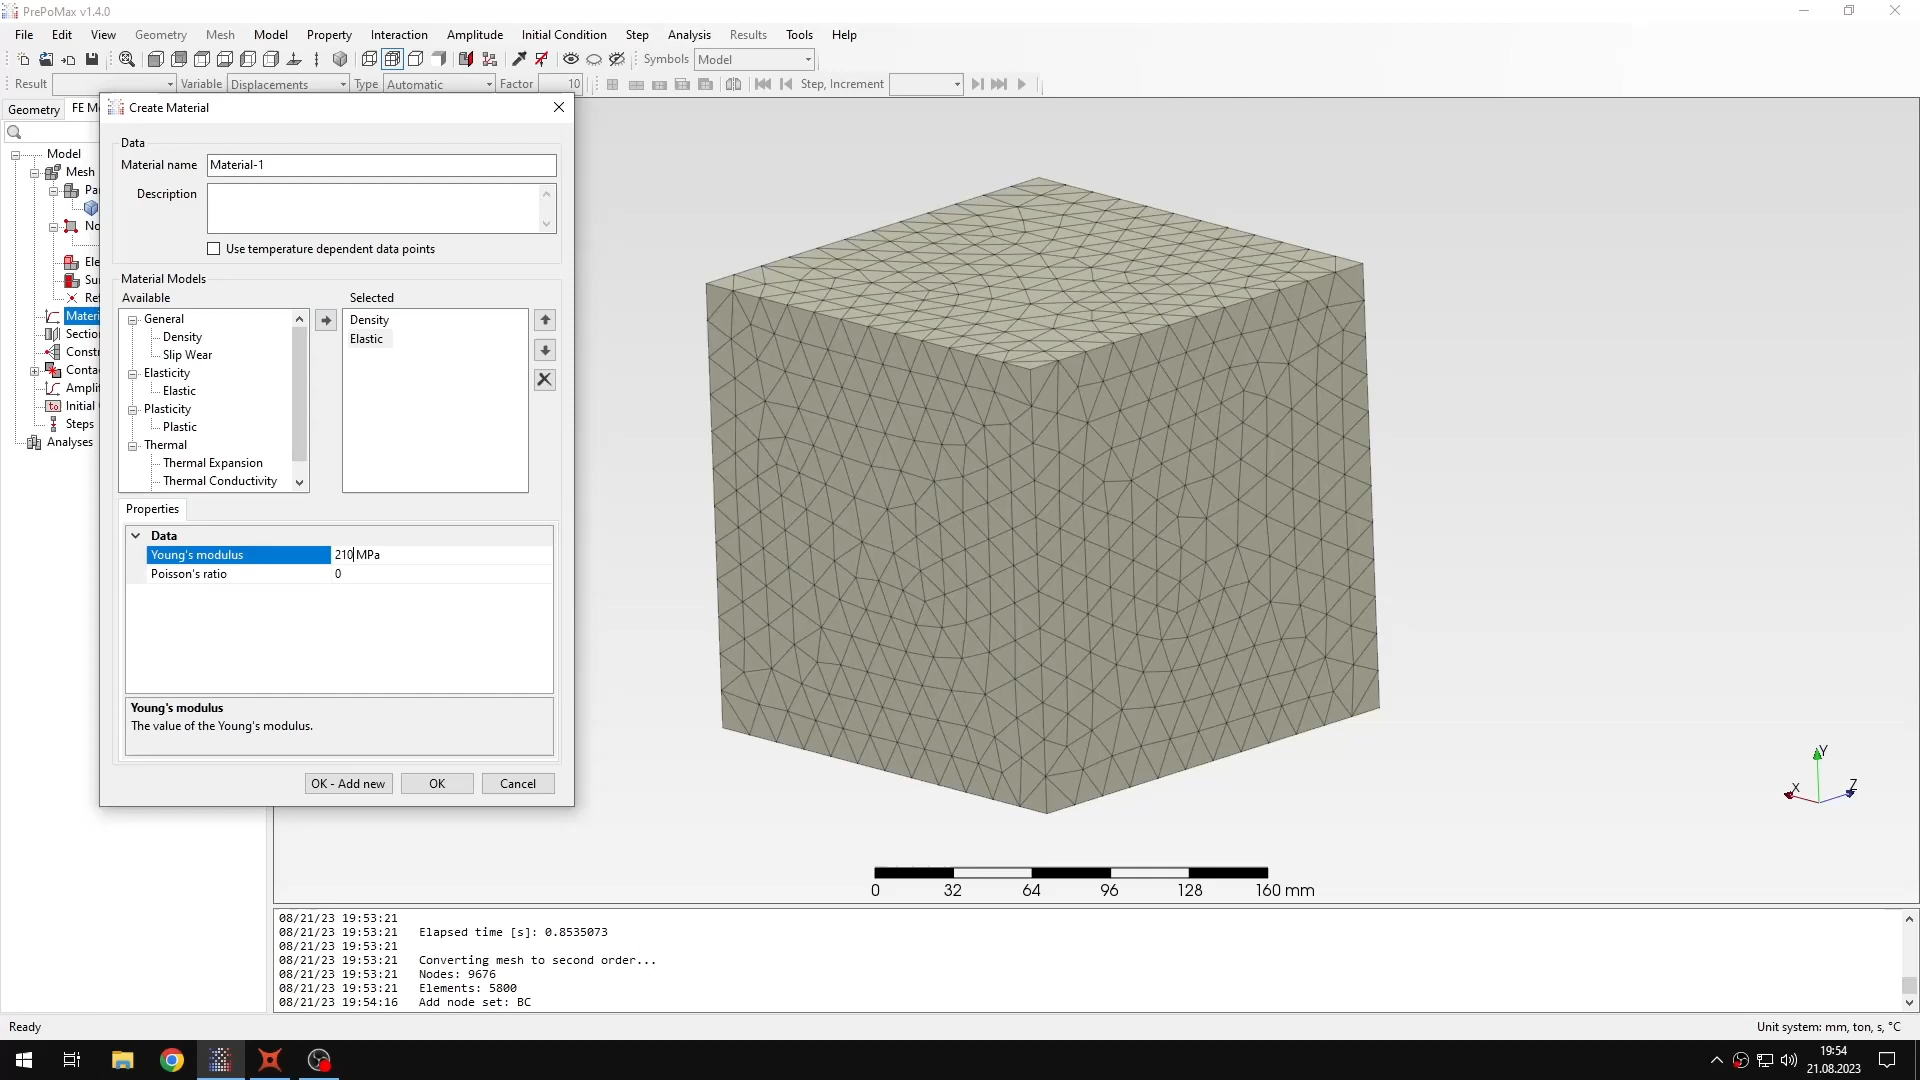 PrePoMax v1.4.0
File Edit View Geometry Mesh Model Property Interaction Amplitude Initial Condition Step Analysis Results Tools Help
Symbols Model
Result Variable Displacements Type Automatic Factor 10 Step, Increment
Geometry FE M
Create Material
Model
Mesh
Pa
No
Ele
Su
Re
Materi
Sectio
Constr
Conta
Ampli
Initial
Steps
Analyses
Data
Material name Material-1
Description
Use temperature dependent data points
Material Models
Available Selected
General
Density
Slip Wear
Elasticity
Elastic
Plasticity
Plastic
Thermal
Thermal Expansion
Thermal Conductivity
Density
Elastic
Properties
Data
Young's modulus 210 MPa
Poisson's ratio 0
Young's modulus
The value of the Young's modulus.
OK - Add new OK Cancel
Y
X
Z
0 32 64 96 128 160 mm
08/21/23 19:53:21
08/21/23 19:53:21 Elapsed time [s]: 0.8535073
08/21/23 19:53:21
08/21/23 19:53:21 Converting mesh to second order...
08/21/23 19:53:21 Nodes: 9676
08/21/23 19:53:21 Elements: 5800
08/21/23 19:54:16 Add node set: BC
Ready Unit system: mm, ton, s, °C
19:54
21.08.2023